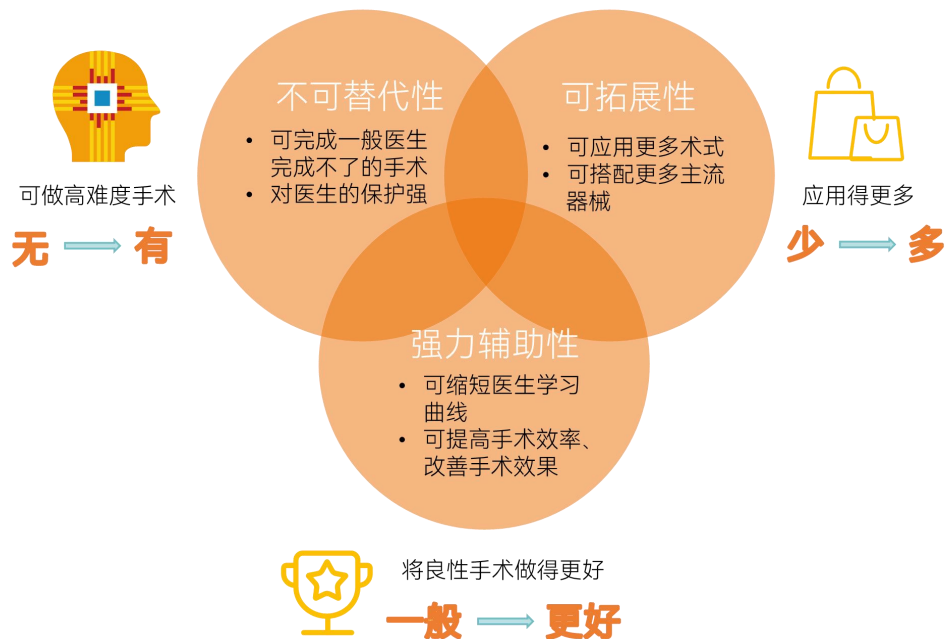 不可替代性
• 可完成一般医生
完成不了的手术
• 对医生的保护强
可拓展性
• 可应用更多术式
• 可搭配更多主流
器械
可做高难度手术
无 有
应用得更多
少 多
强力辅助性
• 可缩短医生学习
曲线
• 可提高手术效率、
改善手术效果
将良性手术做得更好
一般 更好